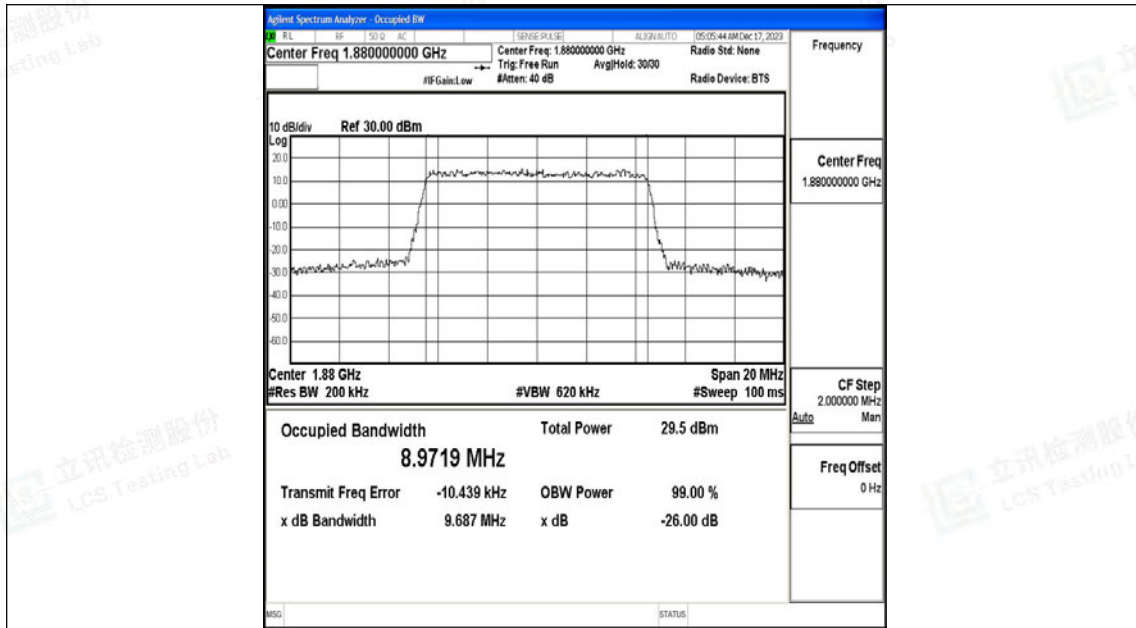 Agilent Spectrum Analyzer - Occupied BW
RL RF 50 Ω AC SENSE:PULSE ALIGNAUTO 05:05:44 AM Dec 17, 2023
Center Freq 1.880000000 GHz
Center Freq: 1.880000000 GHz Radio Std: None
Trig: Free Run Avg|Hold: 30/30
#IFGain:Low #Atten: 40 dB Radio Device: BTS
10 dB/div Ref 30.00 dBm
Log
20.0
10.0
0.00
-10.0
-20.0
-30.0
-40.0
-50.0
-60.0
Center 1.88 GHz Span 20 MHz
#Res BW 200 kHz #VBW 620 kHz #Sweep 100 ms
Occupied Bandwidth Total Power 29.5 dBm
8.9719 MHz
Transmit Freq Error -10.439 kHz OBW Power 99.00 %
x dB Bandwidth 9.687 MHz x dB -26.00 dB
MSG STATUS
Frequency
Center Freq
1.880000000 GHz
CF Step
2.000000 MHz
Auto Man
Freq Offset
0 Hz
立讯检测股份
LCS Testing Lab
立讯检测股份
LCS Testing L